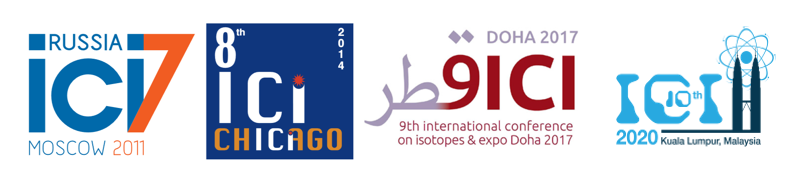 RUSSIA
ici7
MOSCOW 2011
8th
2014
ICi
CHICAGO
DOHA 2017
قطر
9ICI
9th international conference
on isotopes & expo Doha 2017
ICI
10th
2020 Kuala Lumpur, Malaysia